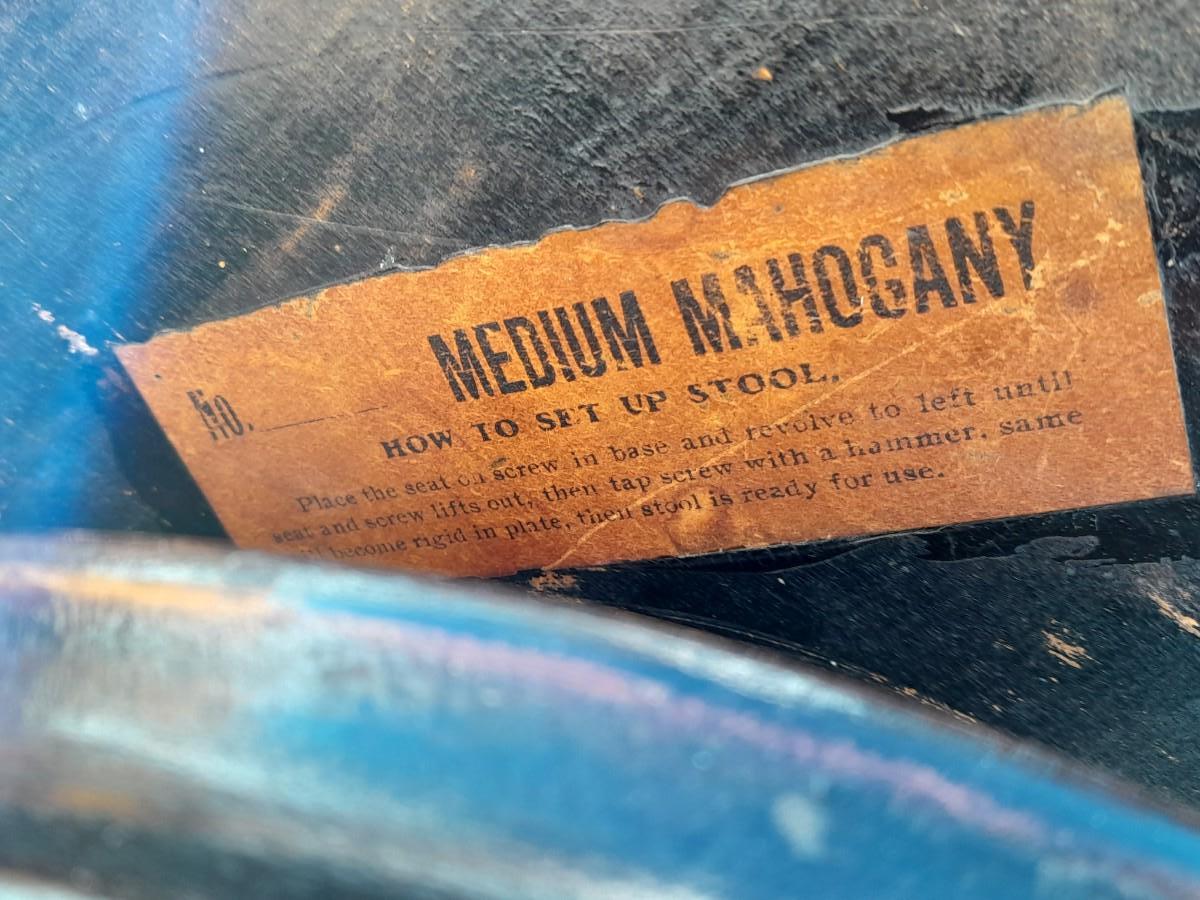 MEDIUM MAHOGANY
No.
HOW TO SET UP STOOL.
Place the seat on screw in base and revolve to left until
seat and screw lifts out, then tap screw with a hammer, same
become rigid in plate, then stool is ready for use.